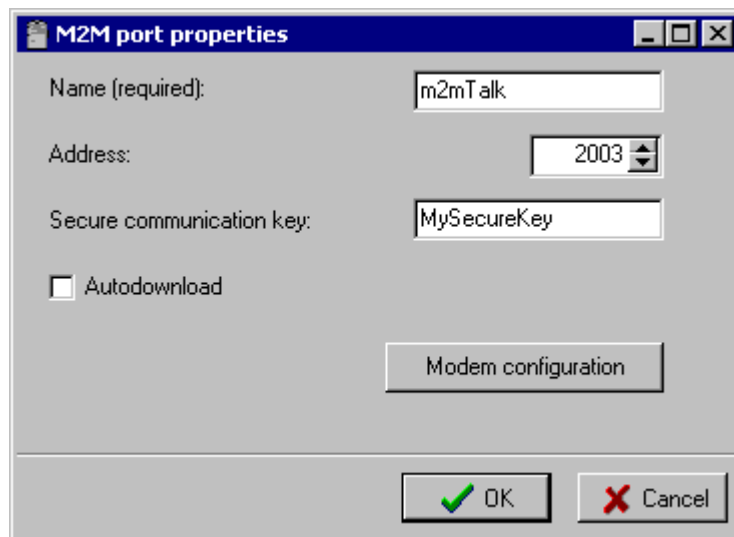 M2M port properties
Name (required): m2mTalk
Address: 2003
Secure communication key: MySecureKey
Autodownload
Modem configuration
OK Cancel